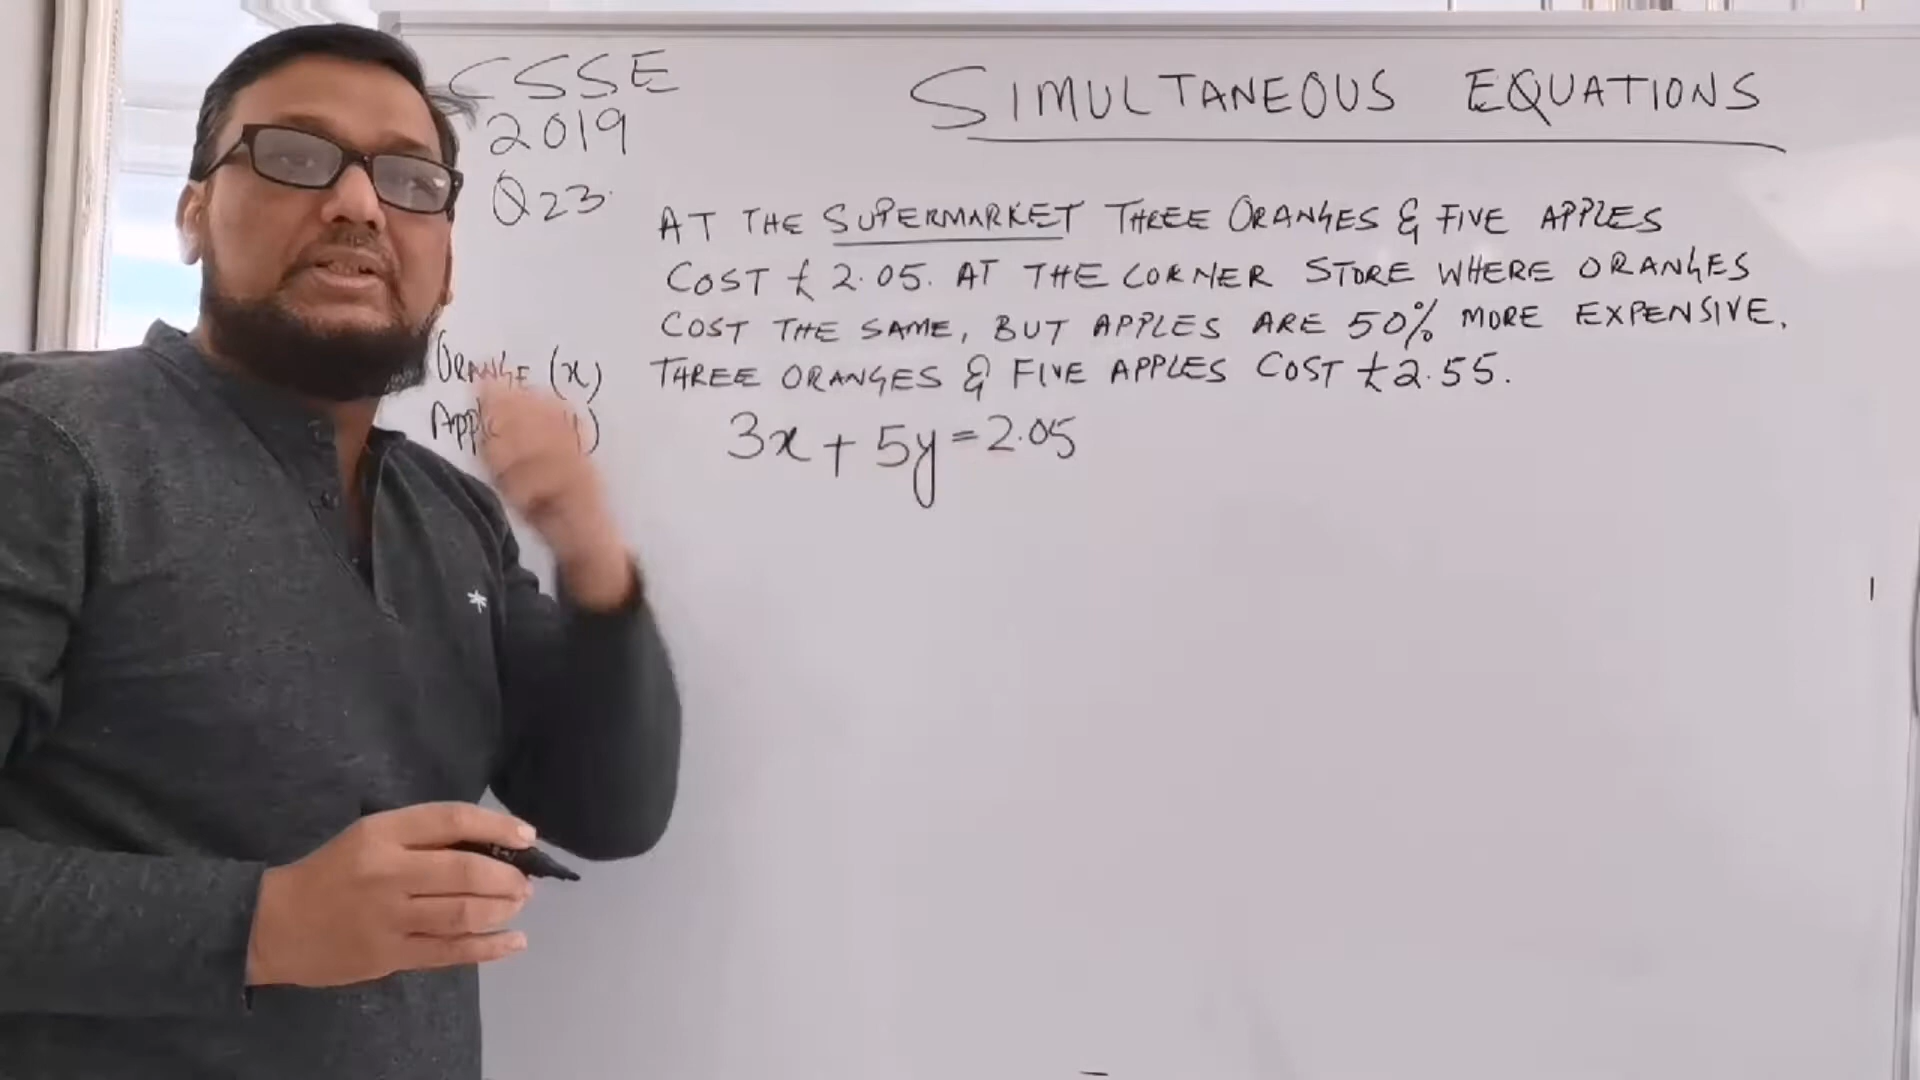 CSSE
2019
Q23.
SIMULTANEOUS EQUATIONS
AT THE SUPERMARKET THREE ORANGES & FIVE APPLES
COST £2.05. AT THE CORNER STORE WHERE ORANGES
COST THE SAME, BUT APPLES ARE 50% MORE EXPENSIVE.
THREE ORANGES & FIVE APPLES COST £2.55.
ORANGE (x)
3x + 5y = 2.05